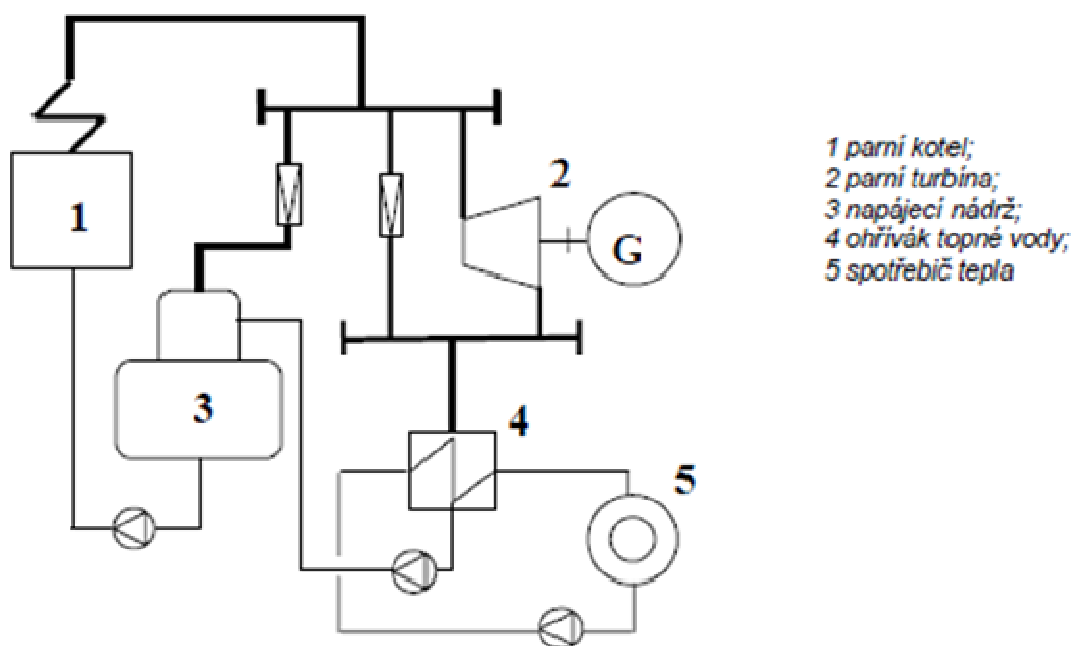 1 parní kotel;
2 parní turbína;
3 napájecí nádrž;
4 ohřívák topné vody;
5 spotřebič tepla
2
1
G
3
4
5